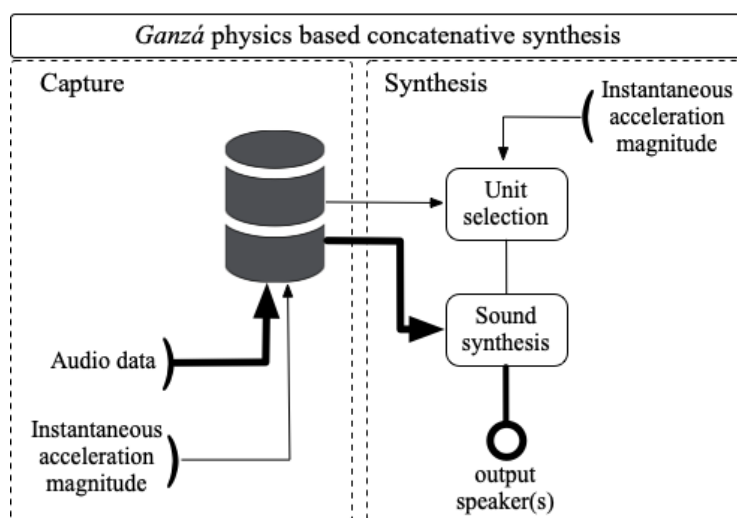 Ganzá physics based concatenative synthesis
Capture
Audio data
Instantaneous
acceleration
magnitude
Synthesis
Instantaneous
acceleration
magnitude
Unit
selection
Sound
synthesis
output
speaker(s)